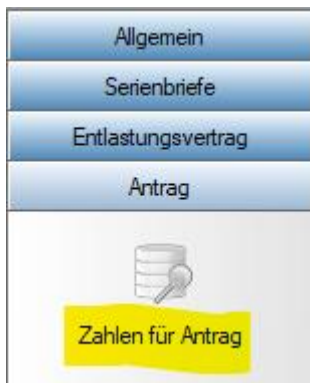 Allgemein
Serienbriefe
Entlastungsvertrag
Antrag
Zahlen für Antrag